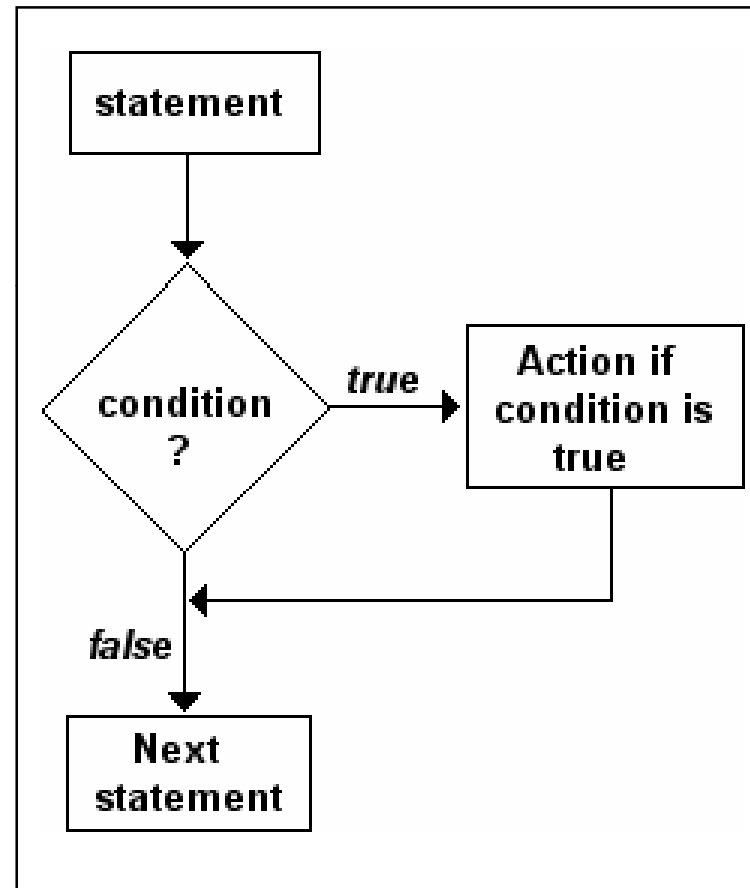 statement
condition
?
true
Action if
condition is
true
false
Next
statement